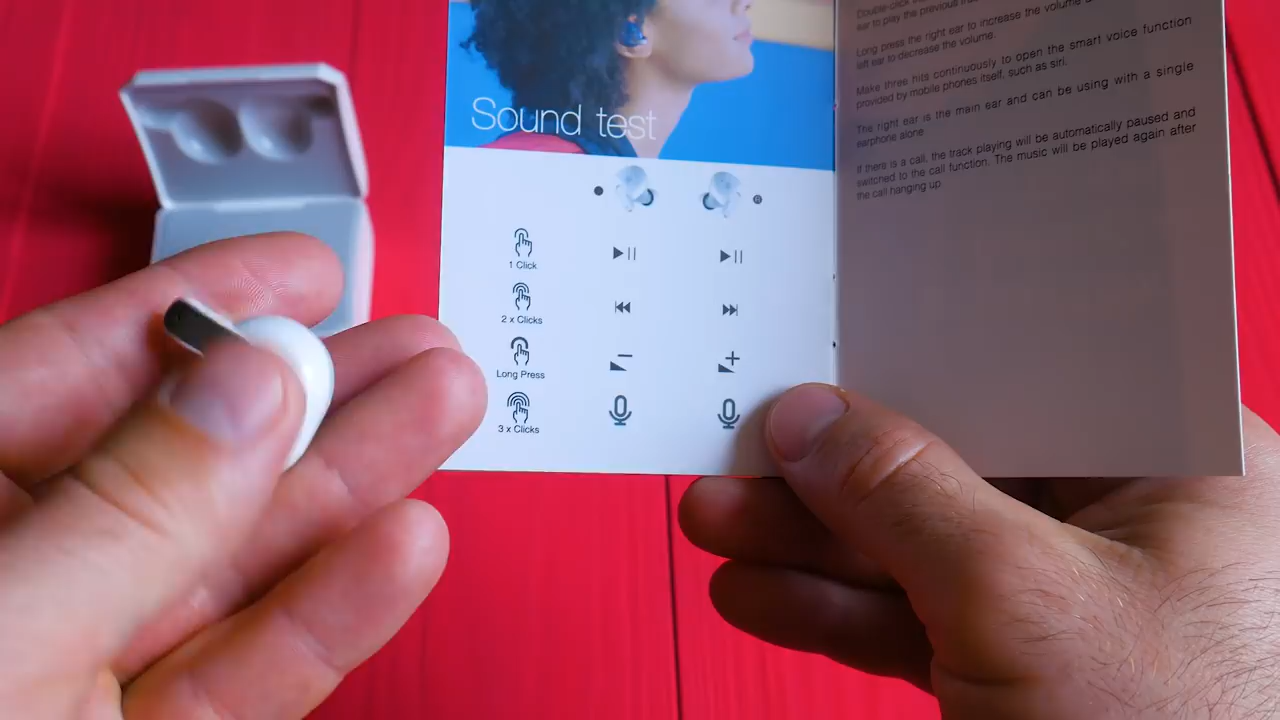 Sound test
1 Click
2 x Clicks
Long Press
3 x Clicks
Double-click
ear to play the previous
Long press the right ear to increase the volume
left ear to decrease the volume.
Make three hits continuously to open the smart voice function
provided by mobile phones itself, such as siri.
The right ear is the main ear and can be using with a single
earphone alone
If there is a call, the track playing will be automatically paused and
switched to the call function. The music will be played again after
the call hanging up